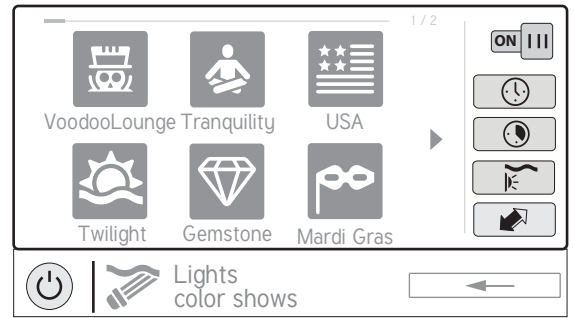 1/2
ON
VoodooLounge Tranquility USA
Twilight Gemstone Mardi Gras
Lights
color shows